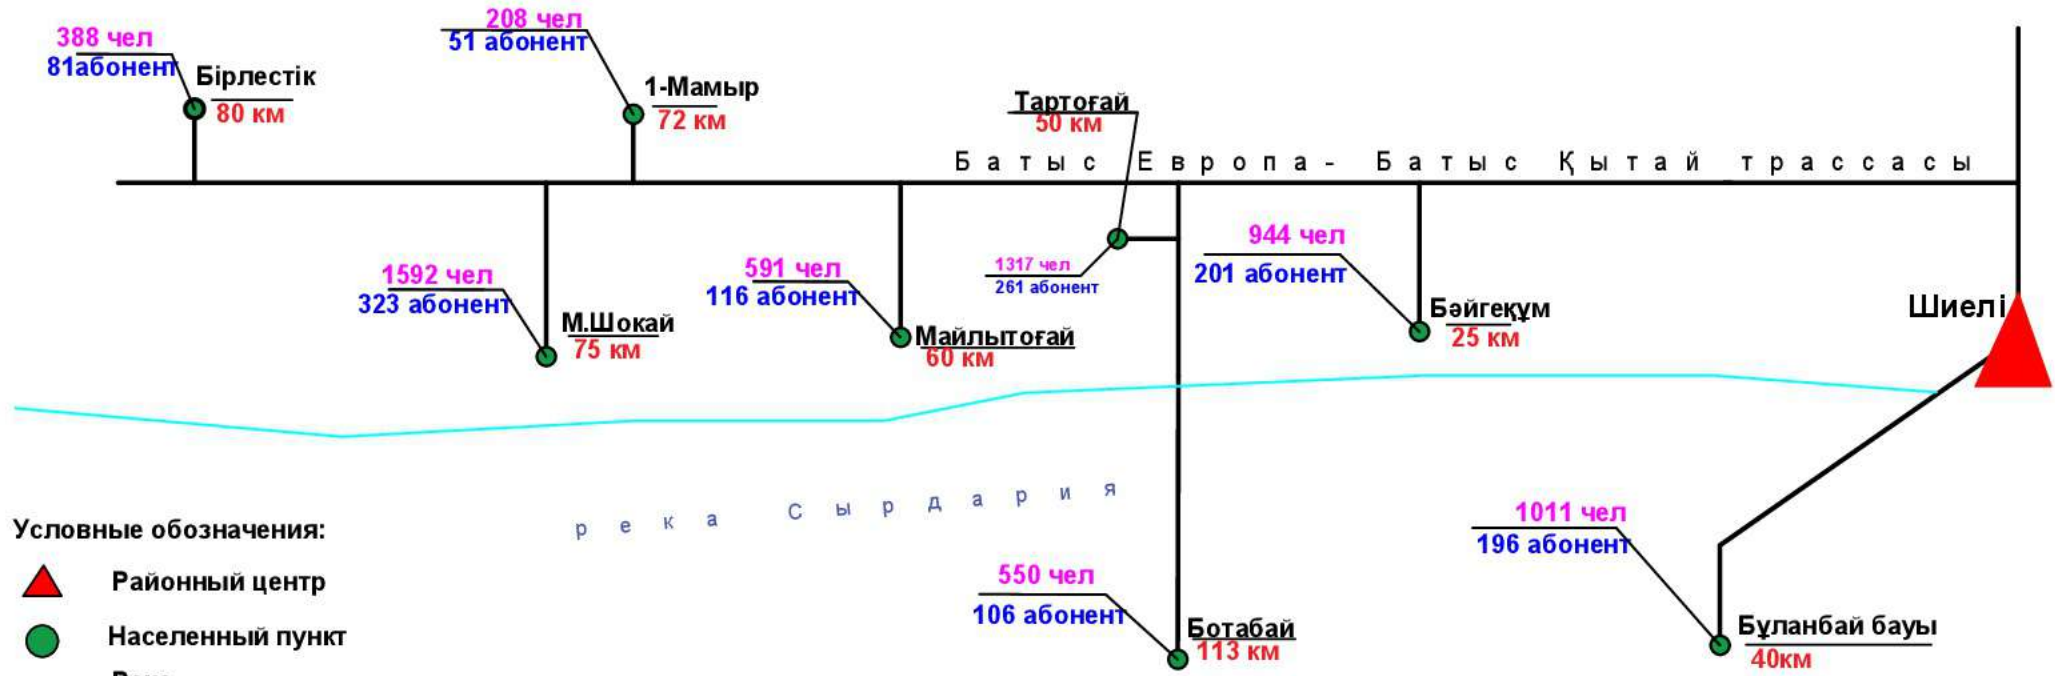 388 чел
81абонент
Бірлестік
80 км
208 чел
51 абонент
1-Мамыр
72 км
Тартоғай
50 км
Батыс Европа- Батыс Қытай трассасы
1592 чел
323 абонент
М.Шокай
75 км
591 чел
116 абонент
Майлытоғай
60 км
1317 чел
261 абонент
944 чел
201 абонент
Бәйгеқұм
25 км
Шиелі
река Сырдария
Условные обозначения:
Районный центр
Населенный пункт
550 чел
106 абонент
Ботабай
113 км
1011 чел
196 абонент
Бұланбай бауы
40км